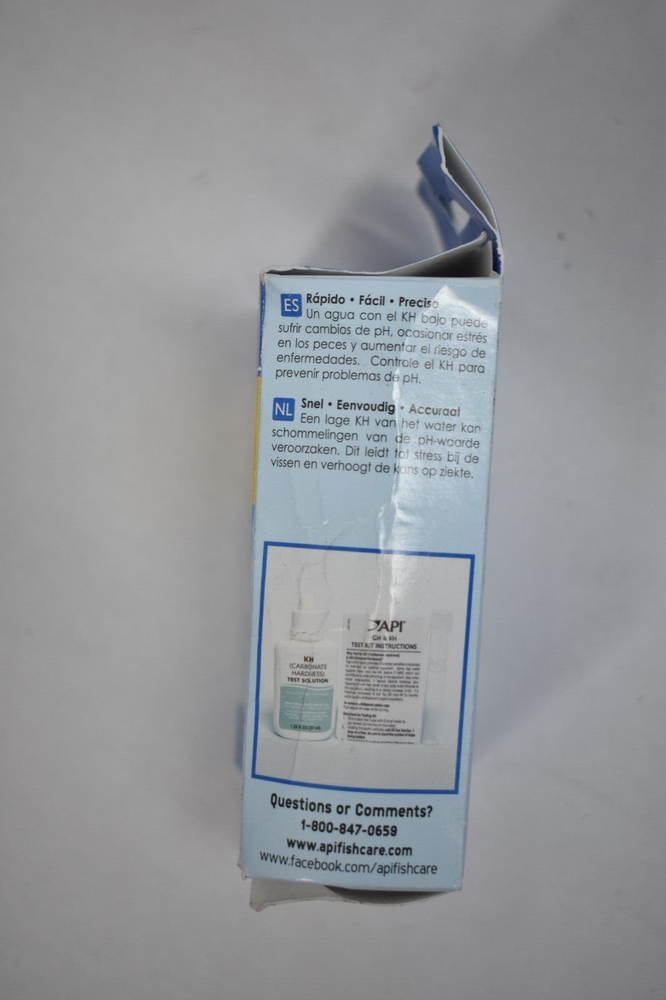 ES Rápido • Fácil • Preciso
Un agua con el KH bajo puede
sufrir cambios de pH, ocasionar estrés
en los peces y aumentar el riesgo de
enfermedades. Controle el KH para
prevenir problemas de pH.
NL Snel • Eenvoudig • Accuraat
Een lage KH van het water kan
schommelingen van de pH-waarde
veroorzaken. Dit leidt tot stress bij de
vissen en verhoogt de kans op ziekte.
KH
(CARBONATE
HARDNESS)
TEST SOLUTION
API
GH & KH
TEST KIT INSTRUCTIONS
Questions or Comments?
1-800-847-0659
www.apifishcare.com
www.facebook.com/apifishcare